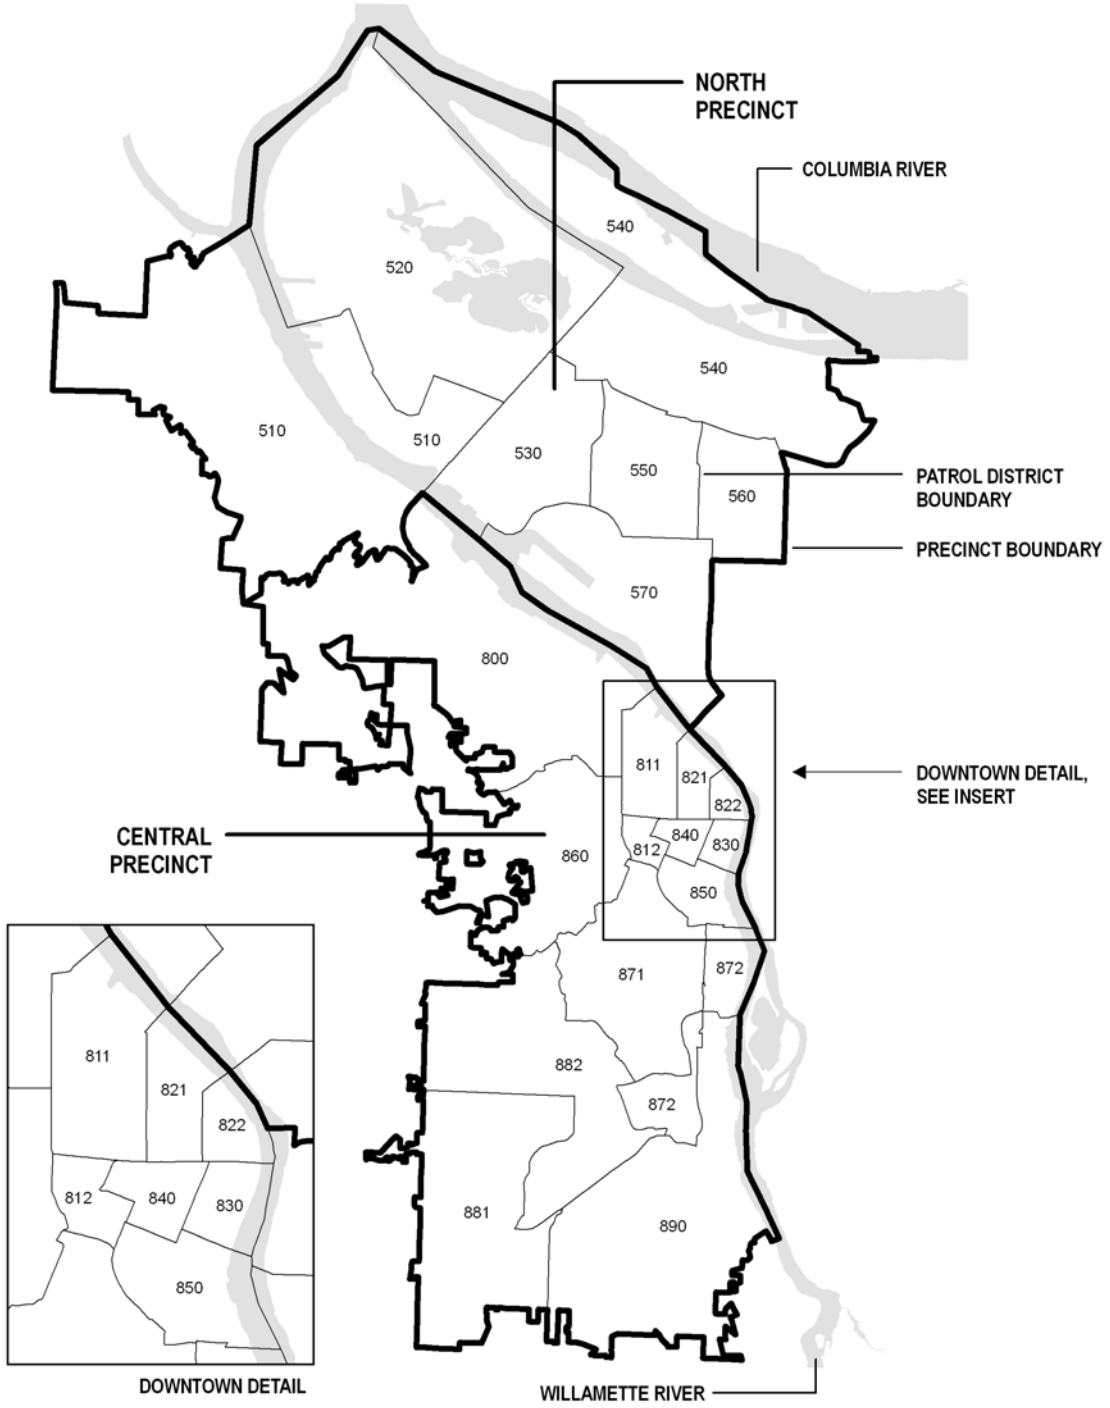 NORTH
PRECINCT
COLUMBIA RIVER
540
520
540
510
510
530
550
560
PATROL DISTRICT
BOUNDARY
PRECINCT BOUNDARY
570
800
811
821
822
DOWNTOWN DETAIL,
SEE INSERT
CENTRAL
PRECINCT
812
840
830
860
850
871
872
882
872
881
890
811
821
822
812
840
830
850
DOWNTOWN DETAIL
WILLAMETTE RIVER